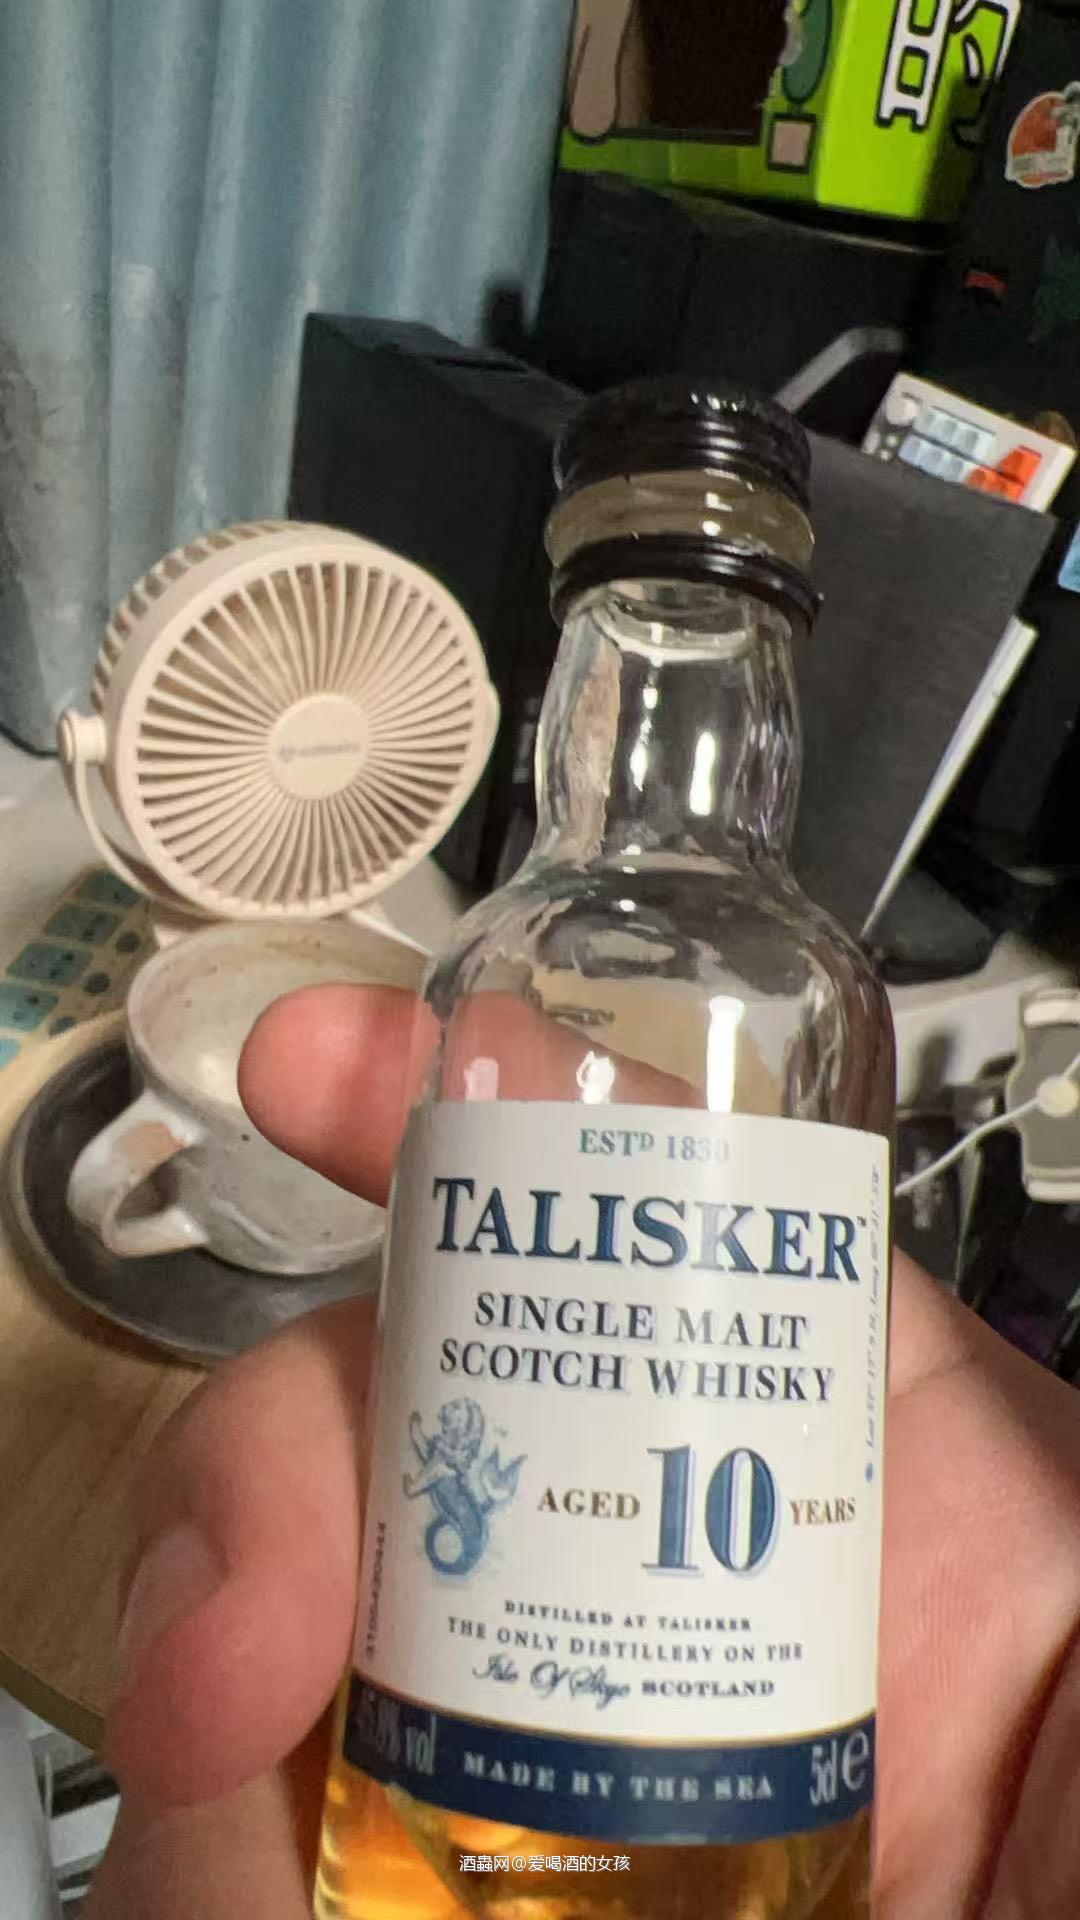 的
ESTD 1830
TALISKER
SINGLE MALT
SCOTCH WHISKY
AGED 10 YEARS
DISTILLED AT TALISKER
THE ONLY DISTILLERY ON THE
Isle Of Skye SCOTLAND
45.8% vol MADE BY THE SEA 5cl e
酒蟲网@爱喝酒的女孩